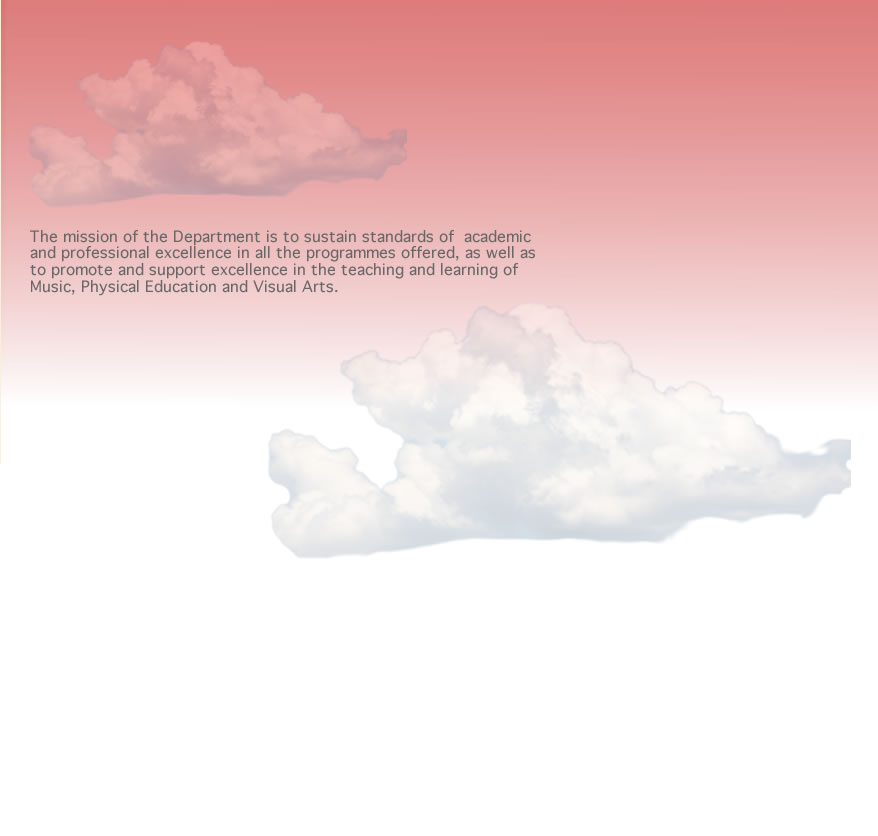 The mission of the Department is to sustain standards of  academic
and professional excellence in all the programmes offered, as well as
to promote and support excellence in the teaching and learning of
Music, Physical Education and Visual Arts.